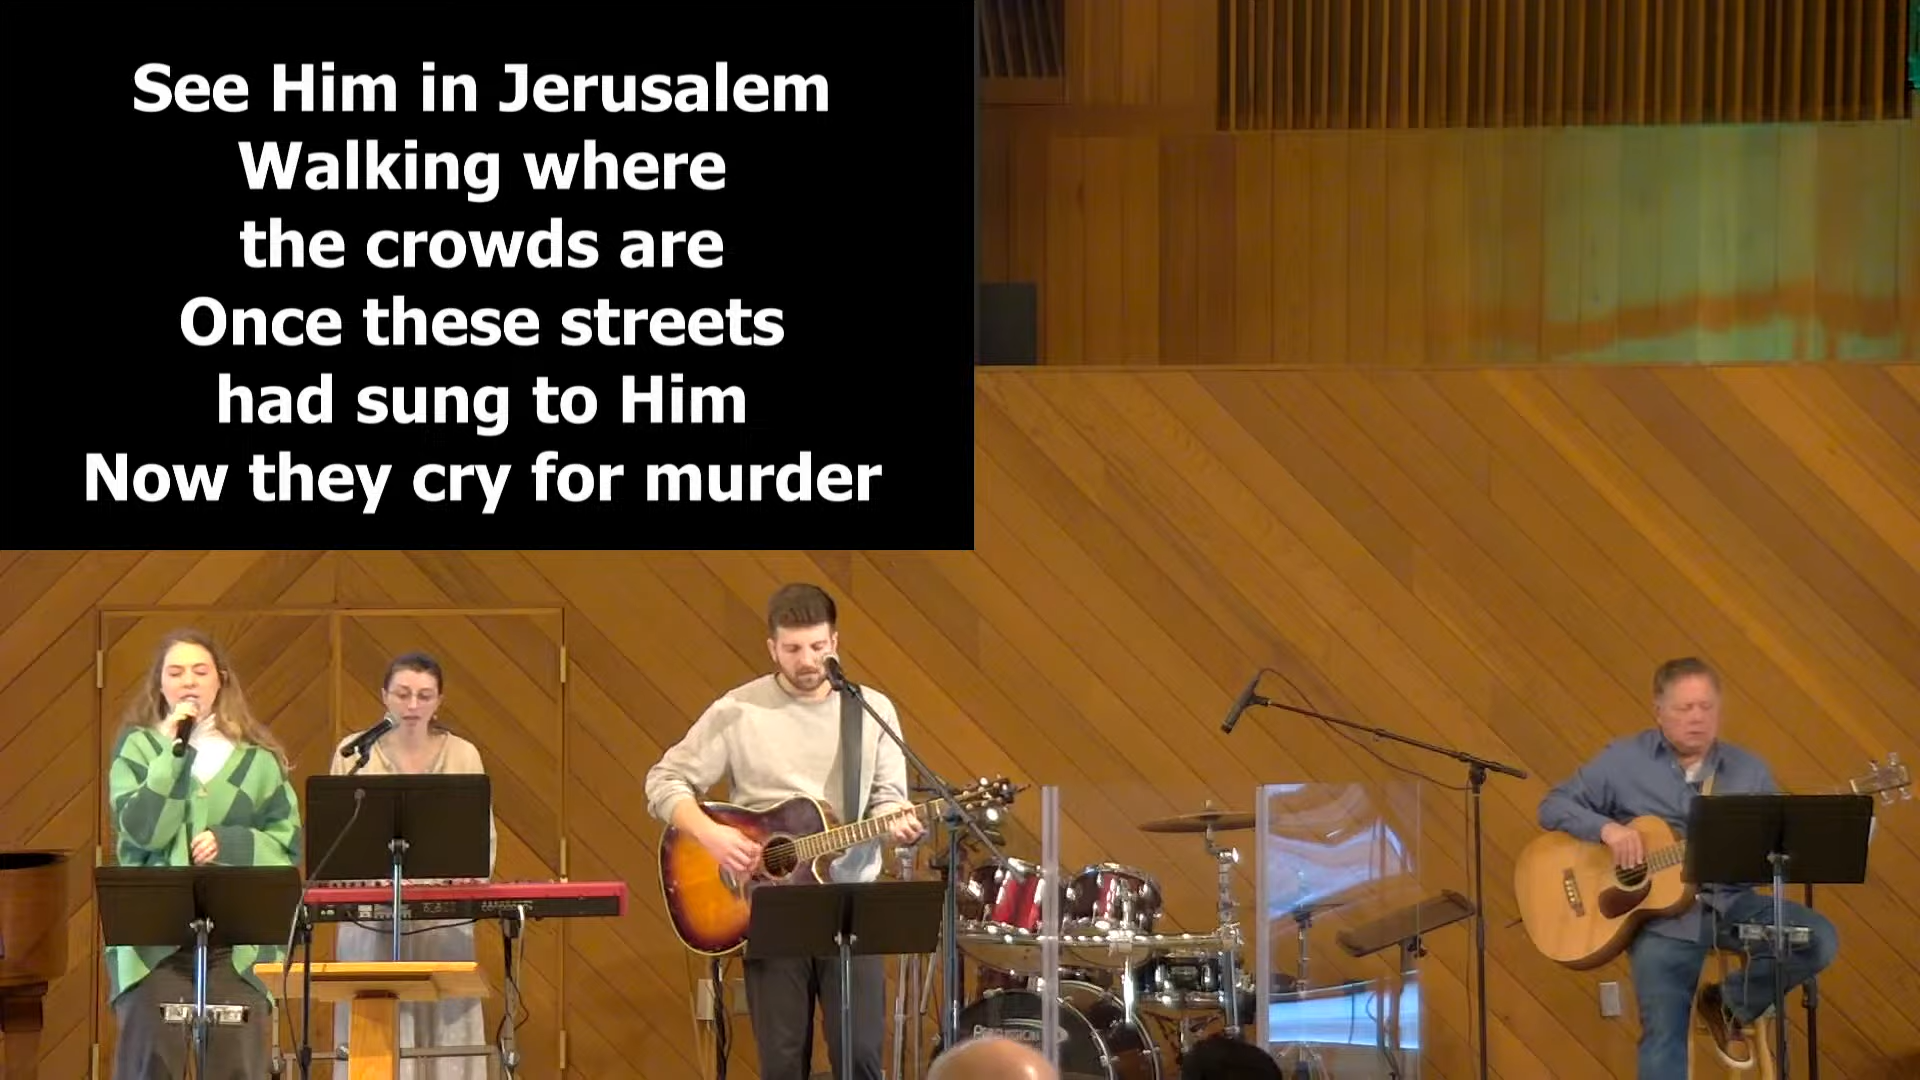 See Him in Jerusalem
Walking where
the crowds are
Once these streets
had sung to Him
Now they cry for murder